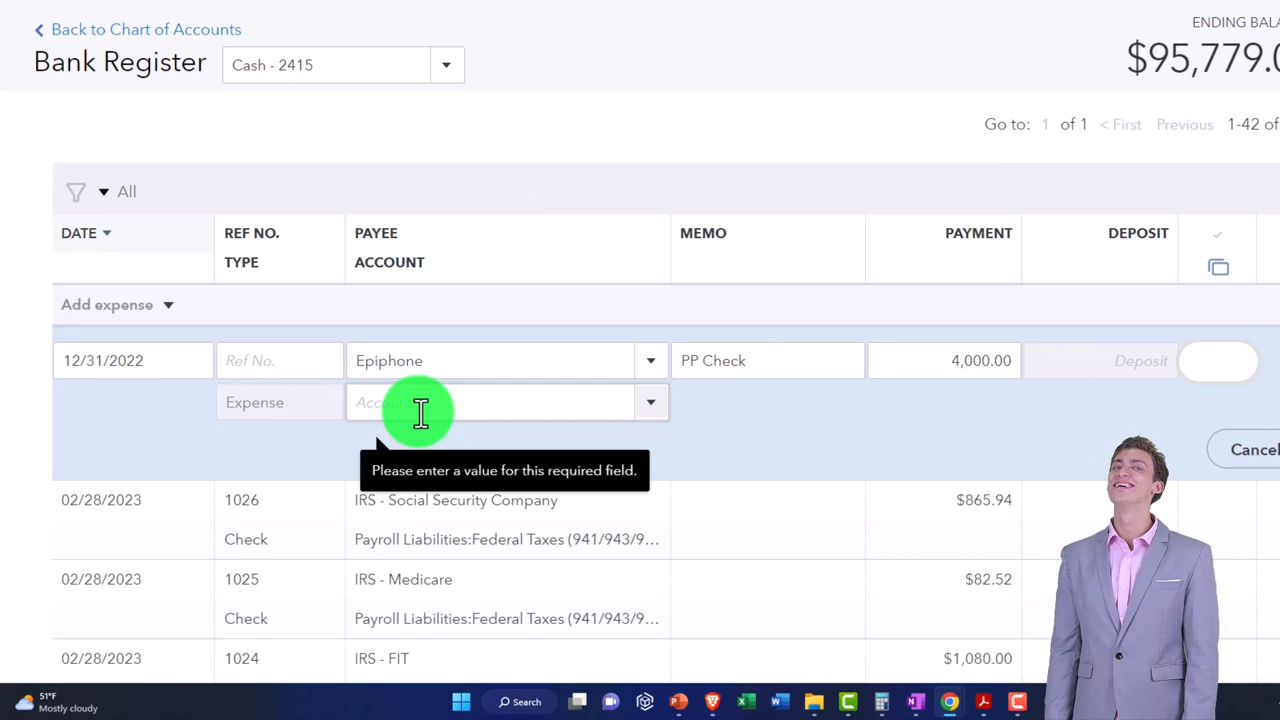 Back to Chart of Accounts
ENDING BALA
Bank Register
Cash - 2415
$95,779.0
Go to: 1 of 1 < First Previous 1-42 of
All
DATE REF NO. PAYEE MEMO PAYMENT DEPOSIT
TYPE ACCOUNT
Add expense
12/31/2022 Ref No. Epiphone PP Check 4,000.00 Deposit
Expense Account
Cancel
Please enter a value for this required field.
02/28/2023 1026 IRS - Social Security Company $865.94
Check Payroll Liabilities:Federal Taxes (941/943/9...
02/28/2023 1025 IRS - Medicare $82.52
Check Payroll Liabilities:Federal Taxes (941/943/9...
02/28/2023 1024 IRS - FIT $1,080.00
51°F
Mostly cloudy
Search